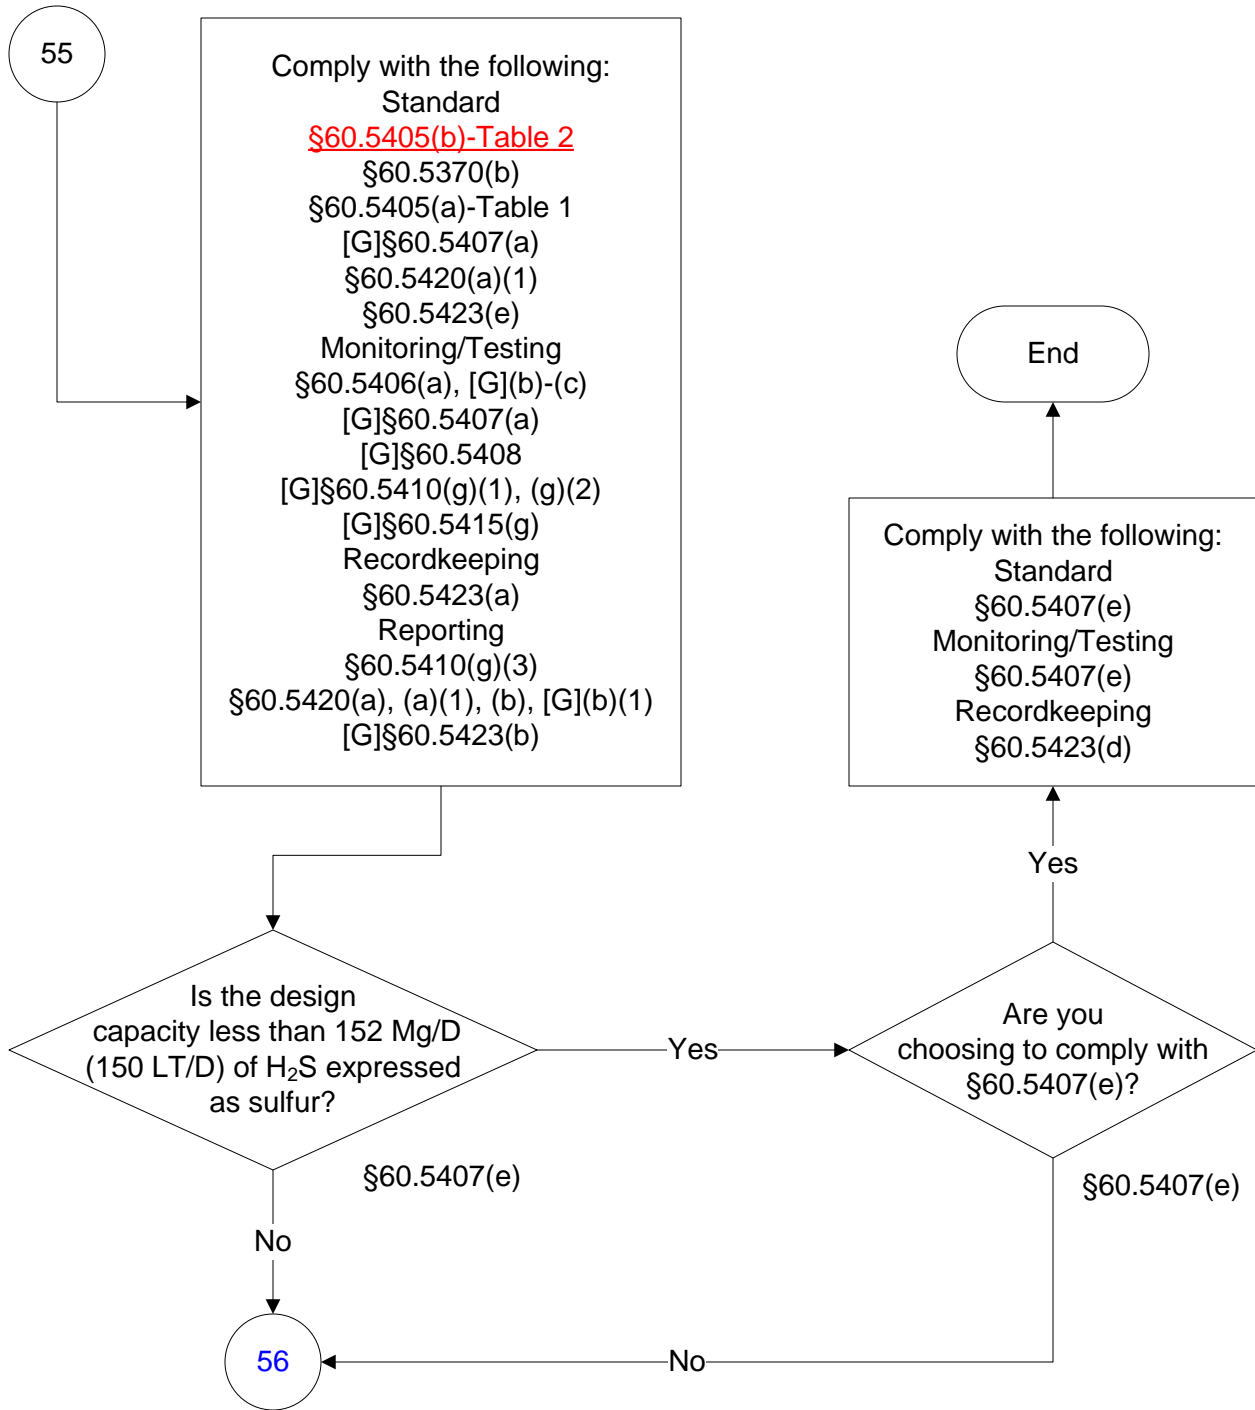 55
Comply with the following:
Standard
§60.5405(b)-Table 2
§60.5370(b)
§60.5405(a)-Table 1
[G]§60.5407(a)
§60.5420(a)(1)
§60.5423(e)
Monitoring/Testing
§60.5406(a), [G](b)-(c)
[G]§60.5407(a)
[G]§60.5408
[G]§60.5410(g)(1), (g)(2)
[G]§60.5415(g)
Recordkeeping
§60.5423(a)
Reporting
§60.5410(g)(3)
§60.5420(a), (a)(1), (b), [G](b)(1)
[G]§60.5423(b)
End
Comply with the following:
Standard
§60.5407(e)
Monitoring/Testing
§60.5407(e)
Recordkeeping
§60.5423(d)
Yes
Is the design
capacity less than 152 Mg/D
(150 LT/D) of H₂S expressed
as sulfur?
Yes
Are you
choosing to comply with
§60.5407(e)?
§60.5407(e)
§60.5407(e)
No
56
No